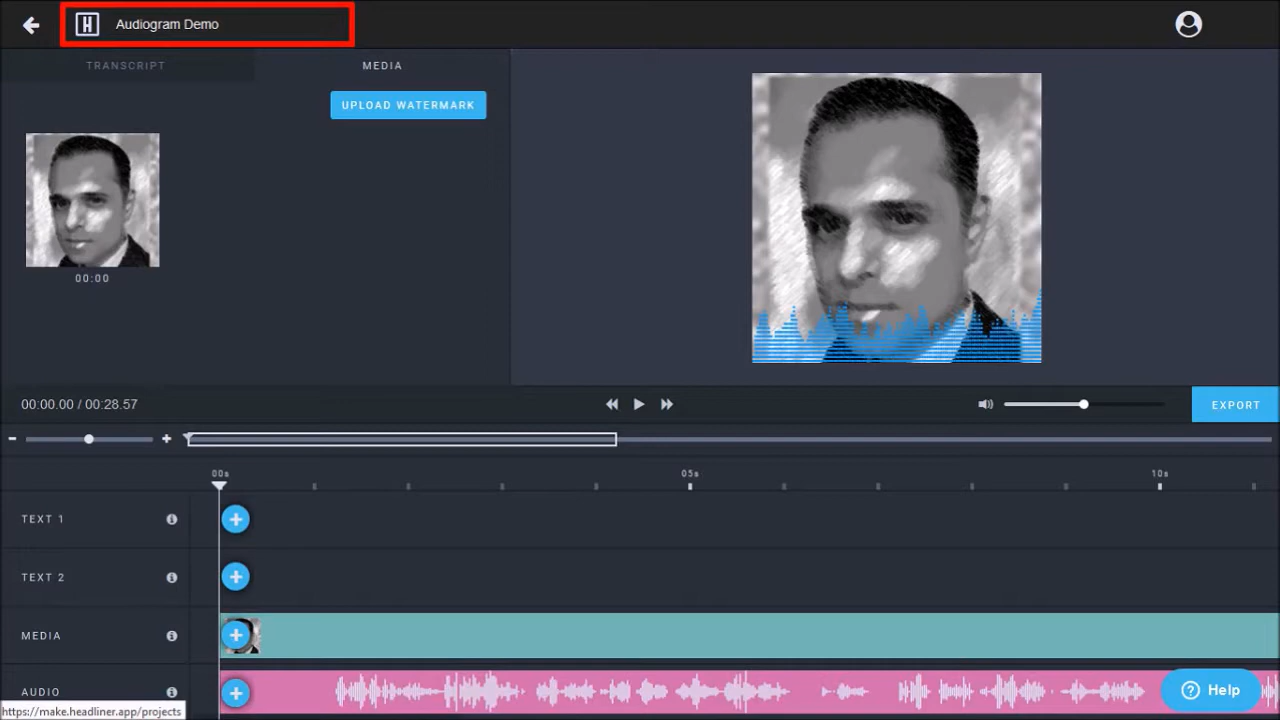 H Audiogram Demo
TRANSCRIPT MEDIA
UPLOAD WATERMARK
00:00
00:00.00 / 00:28.57
EXPORT
- +
00s 05s 10s
TEXT 1
TEXT 2
MEDIA
AUDIO
Help
https://make.headliner.app/projects